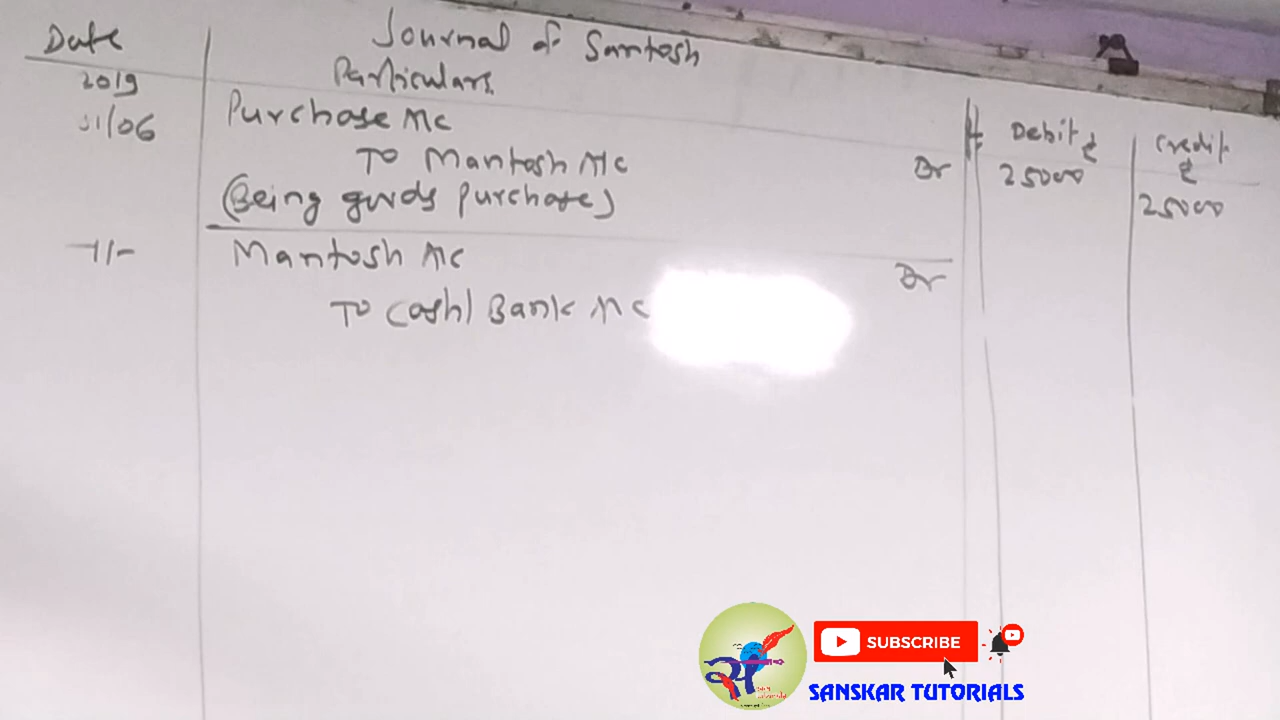 Journal of Santosh
Date Particulars L.F. Debit ₹ Credit ₹
2019
01/06 Purchase A/c Dr 25000
To Mantosh A/c 25000
(Being goods purchase)
-11- Mantosh A/c Dr
To Cash/ Bank A/c
SUBSCRIBE
SANSKAR TUTORIALS